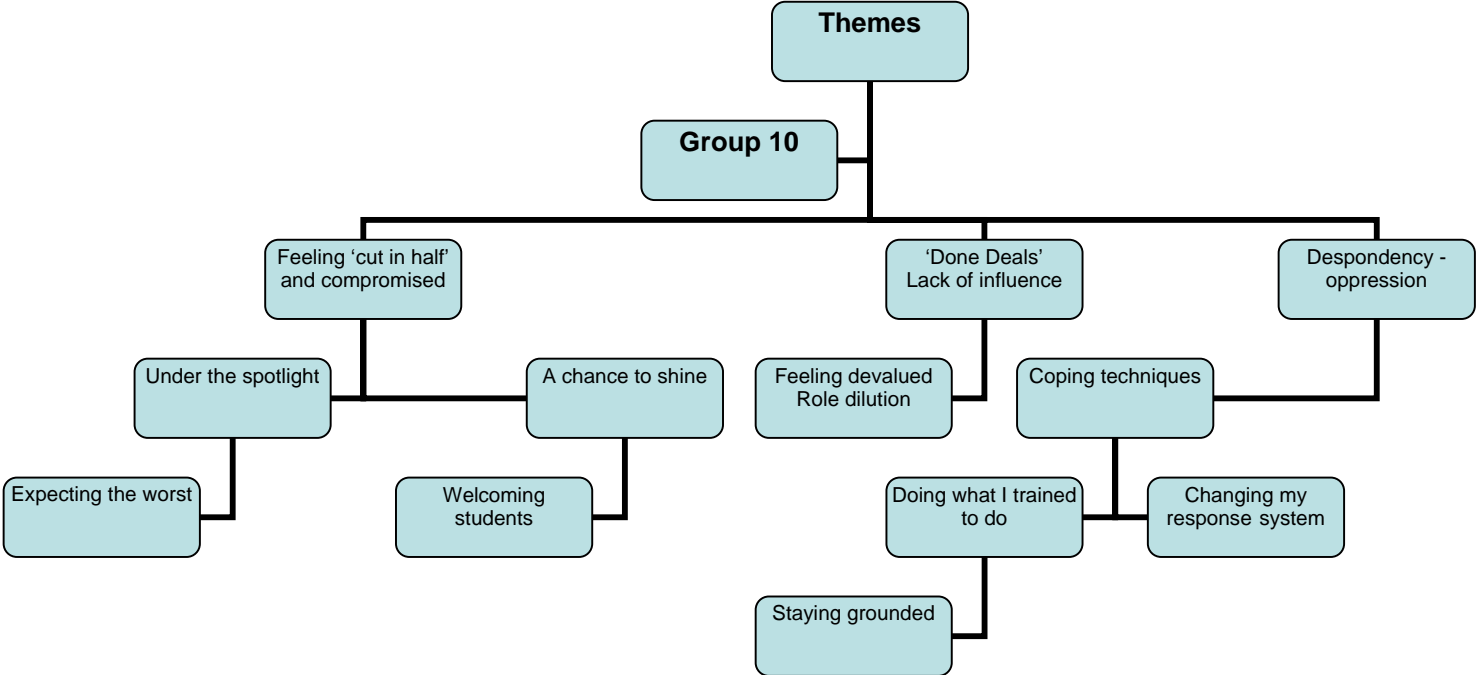 Themes
Group 10
Feeling ‘cut in half’
and compromised
‘Done Deals’
Lack of influence
Despondency -
oppression
Under the spotlight
A chance to shine
Feeling devalued
Role dilution
Coping techniques
Expecting the worst
Welcoming
students
Doing what I trained
to do
Changing my
response system
Staying grounded